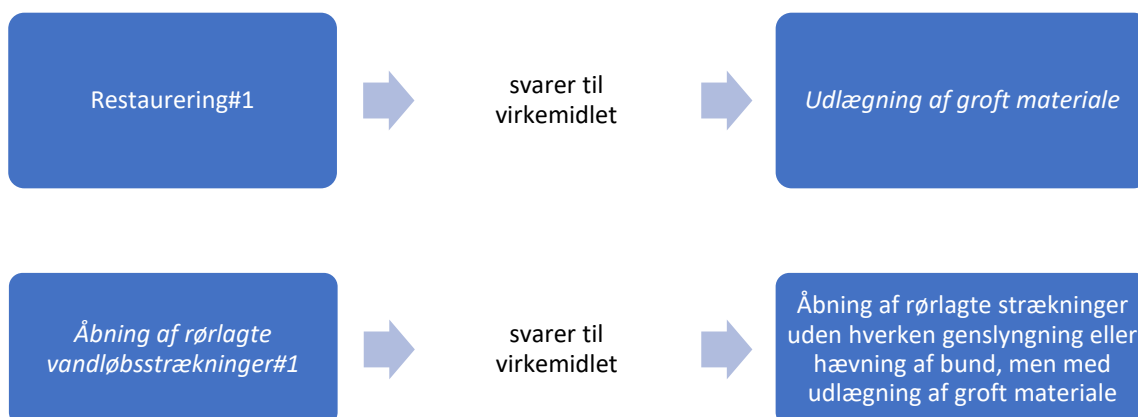 Restaurering#1
svarer til
virkemidlet
Udlægning af groft materiale
Åbning af rørlagte
vandløbsstrækninger#1
svarer til
virkemidlet
Åbning af rørlagte strækninger
uden hverken genslyngning eller
hævning af bund, men med
udlægning af groft materiale